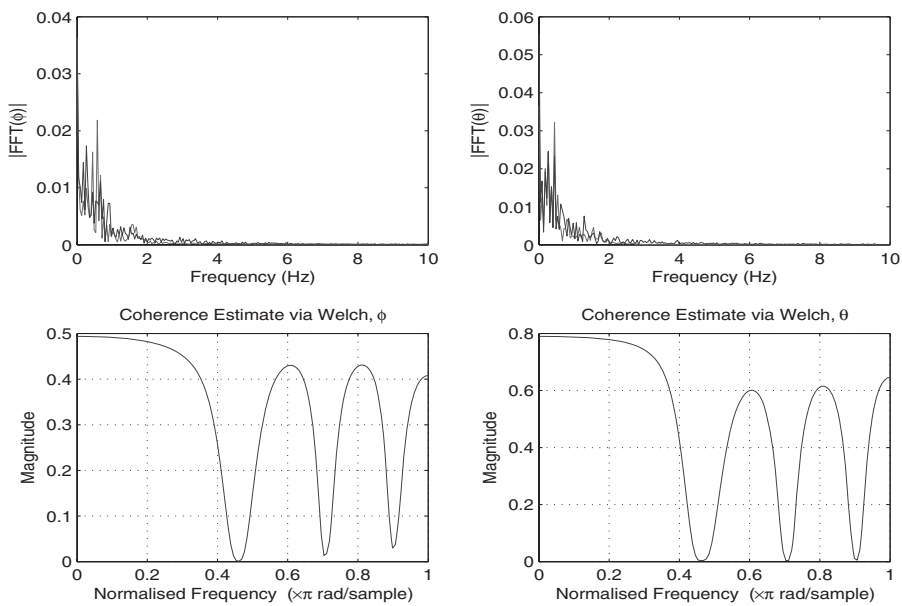 0.04
0.03
0.02
0.01
0
|FFT(ϕ)|
0 2 4 6 8 10
Frequency (Hz)
0.06
0.05
0.04
0.03
0.02
0.01
0
|FFT(θ)|
0 2 4 6 8 10
Frequency (Hz)
Coherence Estimate via Welch, ϕ
0.5
0.4
0.3
0.2
0.1
0
Magnitude
0 0.2 0.4 0.6 0.8 1
Normalised Frequency (×π rad/sample)
Coherence Estimate via Welch, θ
0.8
0.6
0.4
0.2
0
Magnitude
0 0.2 0.4 0.6 0.8 1
Normalised Frequency (×π rad/sample)